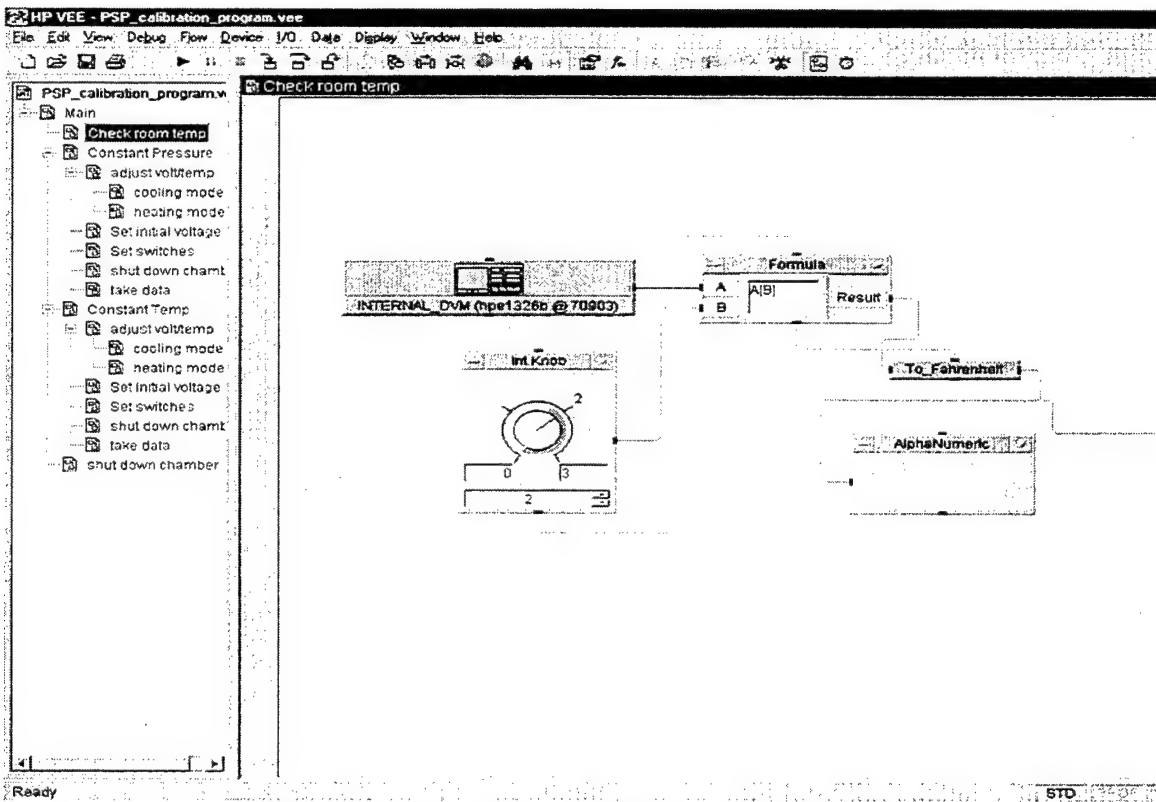 HP VEE - PSP_calibration_program.vee
File Edit View Debug Flow Device I/O Data Display Window Help
PSP_calibration_program.v
Main
Check room temp
Constant Pressure
adjust volt/temp
cooling mode
heating mode
Set initial voltage
Set switches
shut down chamb
take data
Constant Temp
adjust volt/temp
cooling mode
heating mode
Set initial voltage
Set switches
shut down chamb
take data
shut down chamber
Check room temp
INTERNAL_DVM (hpe1326b @ 70903)
Formula
A
B
A[B]
Result
Int Knob
2
0
3
2
To_Fahrenheit
AlphaNumeric
Ready
STD